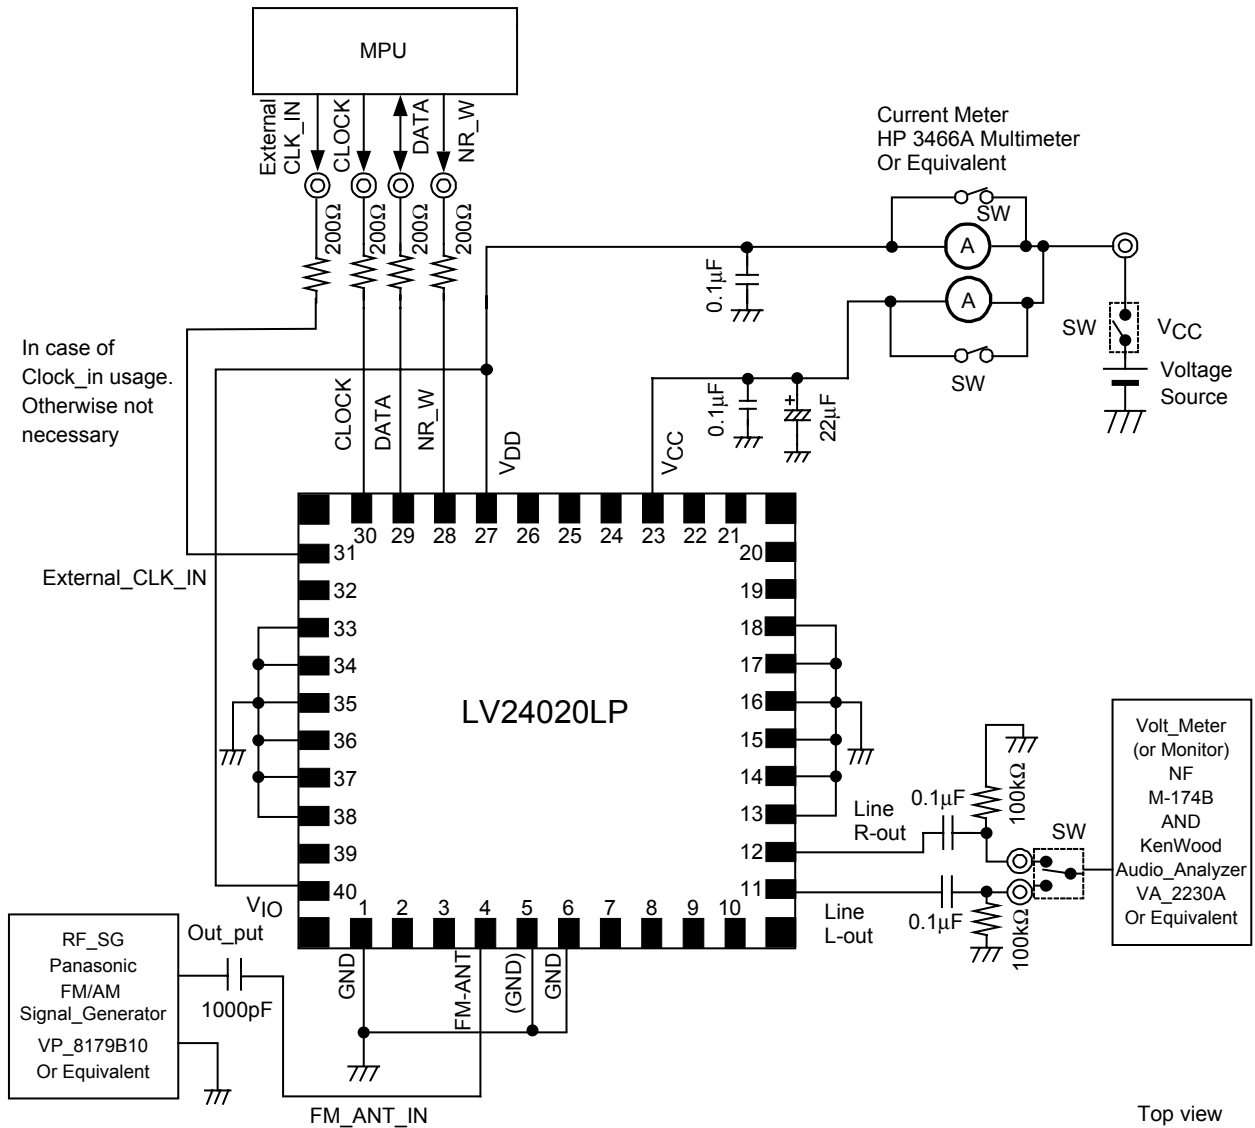 MPU
External
CLK_IN
CLOCK
DATA
NR_W
200Ω
200Ω
200Ω
200Ω
Current Meter
HP 3466A Multimeter
Or Equivalent
SW
A
A
SW
0.1µF
0.1µF
22µF
+
SW
VCC
Voltage
Source
In case of
Clock_in usage.
Otherwise not
necessary
CLOCK
DATA
NR_W
VDD
VCC
30
29
28
27
26
25
24
23
22
21
External_CLK_IN
31
32
33
34
35
36
37
38
39
40
VIO
20
19
18
17
16
15
14
13
12
11
LV24020LP
1
2
3
4
5
6
7
8
9
10
GND
FM-ANT
(GND)
GND
Line
R-out
Line
L-out
0.1µF
0.1µF
100kΩ
100kΩ
SW
Volt_Meter
(or Monitor)
NF
M-174B
AND
KenWood
Audio_Analyzer
VA_2230A
Or Equivalent
RF_SG
Panasonic
FM/AM
Signal_Generator
VP_8179B10
Or Equivalent
Out_put
1000pF
FM_ANT_IN
Top view